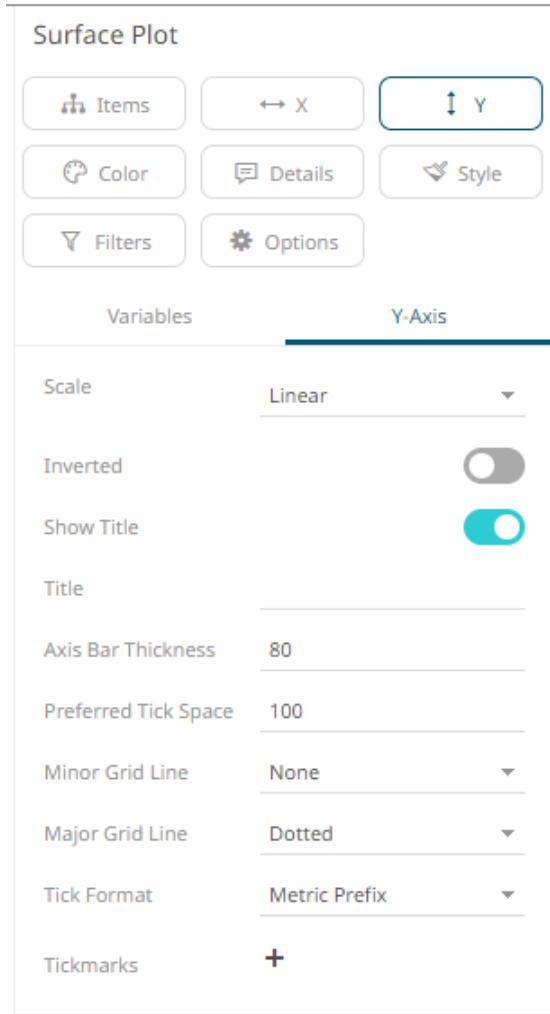 Surface Plot
Items X Y
Color Details Style
Filters Options
Variables Y-Axis
Scale Linear
Inverted
Show Title
Title
Axis Bar Thickness 80
Preferred Tick Space 100
Minor Grid Line None
Major Grid Line Dotted
Tick Format Metric Prefix
Tickmarks +